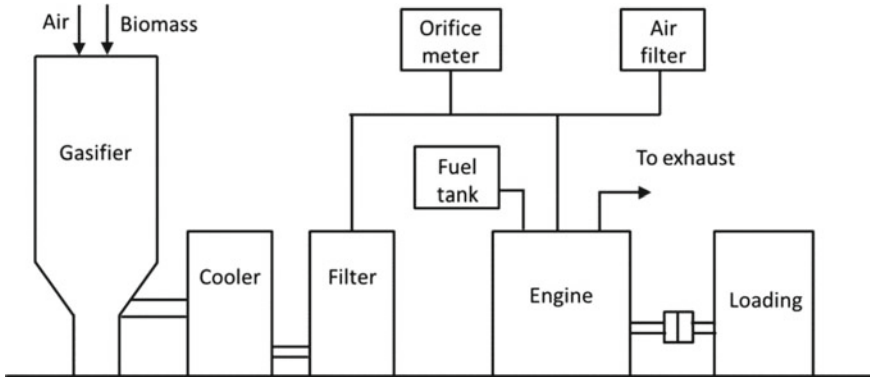 Air
Biomass
Orifice
meter
Air
filter
Gasifier
Fuel
tank
To exhaust
Cooler
Filter
Engine
Loading